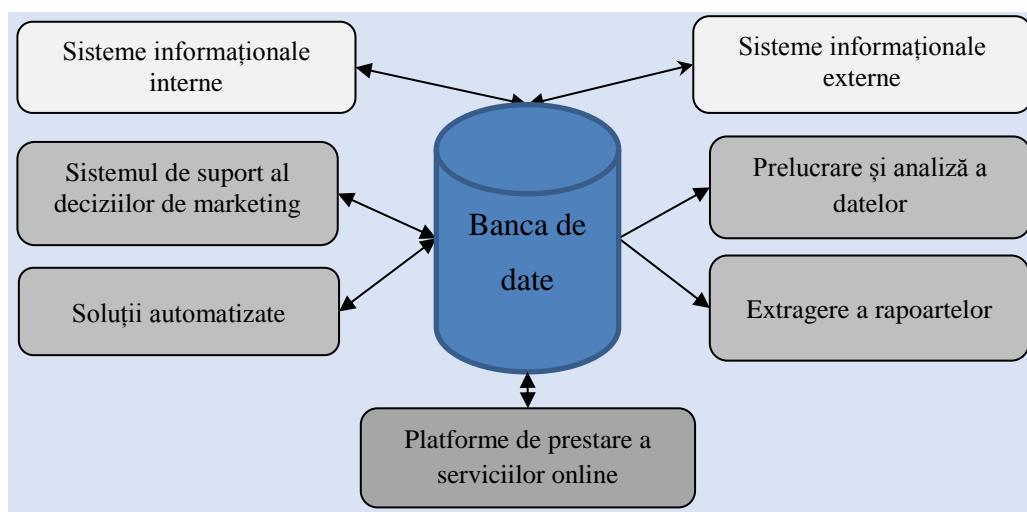 Sisteme informaționale
interne
Sisteme informaționale
externe
Sistemul de suport al
deciziilor de marketing
Banca de
date
Prelucrare și analiză a
datelor
Soluții automatizate
Extragere a rapoartelor
Platforme de prestare a
serviciilor online